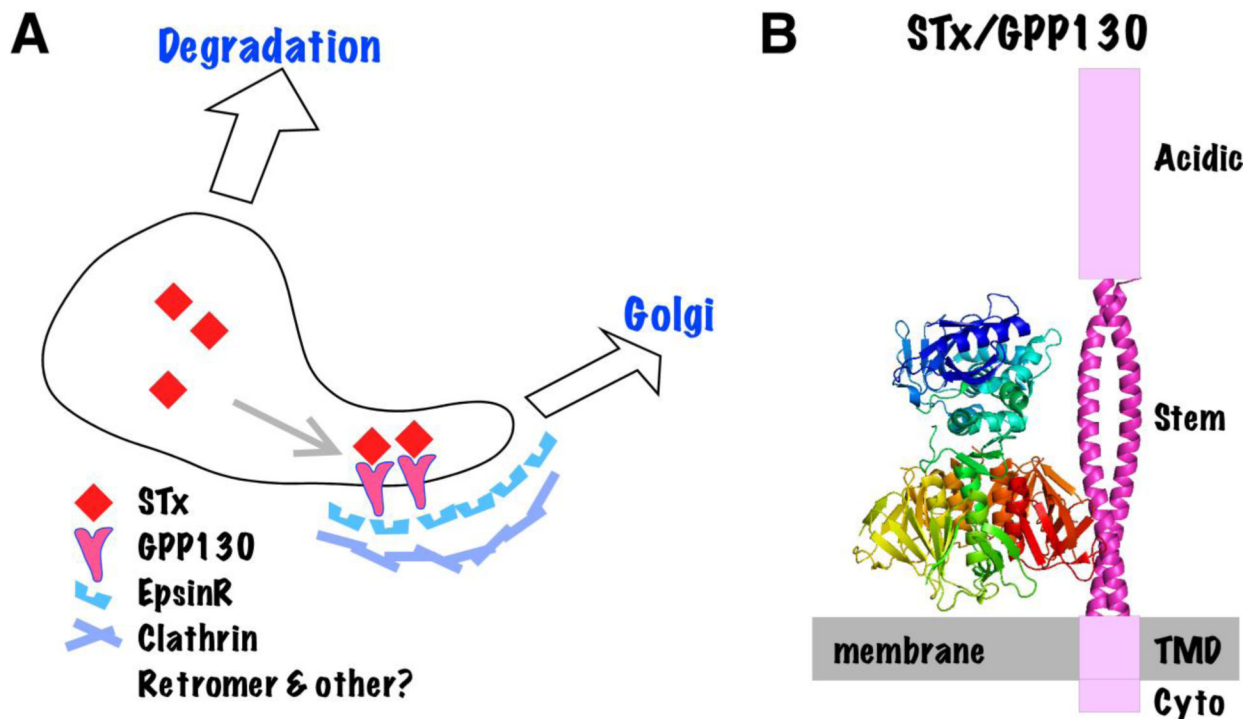 A
Degradation
Golgi
STx
GPP130
EpsinR
Clathrin
Retromer & other?
B
STx/GPP130
Acidic
Stem
membrane
TMD
Cyto